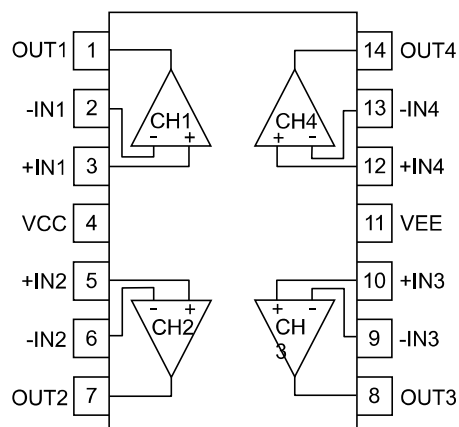 OUT1 1 14 OUT4
-IN1 2 13 -IN4
CH1 CH4
- + + -
+IN1 3 12 +IN4
VCC 4 11 VEE
+IN2 5 10 +IN3
- + + -
CH2 CH
3
-IN2 6 9 -IN3
OUT2 7 8 OUT3